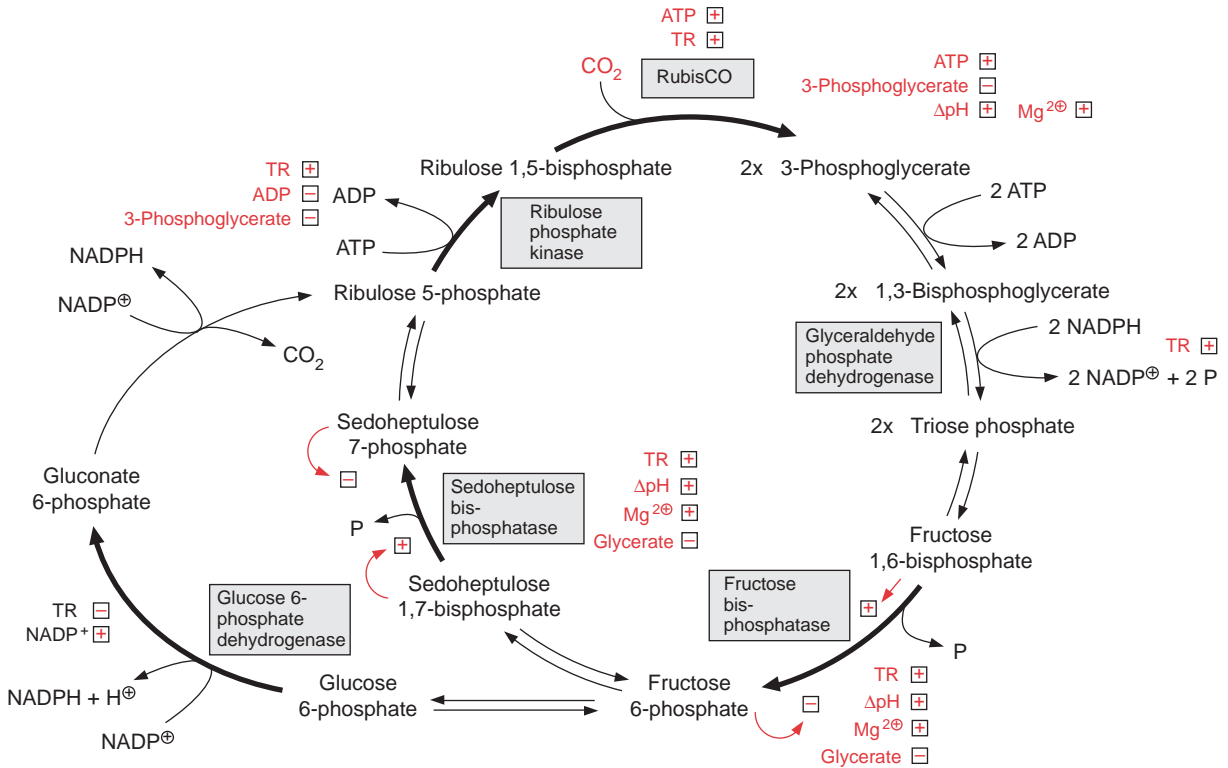 ATP +
TR +
CO2
RubisCO
ATP +
3-Phosphoglycerate −
ΔpH + Mg2⊕ +
Ribulose 1,5-bisphosphate
2x 3-Phosphoglycerate
TR +
ADP −
3-Phosphoglycerate −
ADP
ATP
Ribulose
phosphate
kinase
2 ATP
2 ADP
NADPH
NADP⊕
CO2
Ribulose 5-phosphate
2x 1,3-Bisphosphoglycerate
Glyceraldehyde
phosphate
dehydrogenase
2 NADPH
TR +
2 NADP⊕ + 2 P
2x Triose phosphate
Sedoheptulose
7-phosphate
−
Gluconate
6-phosphate
P
+
Sedoheptulose
bis-
phosphatase
TR +
ΔpH +
Mg2⊕ +
Glycerate −
Sedoheptulose
1,7-bisphosphate
Fructose
1,6-bisphosphate
Fructose
bis-
phosphatase
+
P
TR −
NADP+ +
Glucose 6-
phosphate
dehydrogenase
NADPH + H⊕
NADP⊕
Glucose
6-phosphate
Fructose
6-phosphate
−
TR +
ΔpH +
Mg2⊕ +
Glycerate −